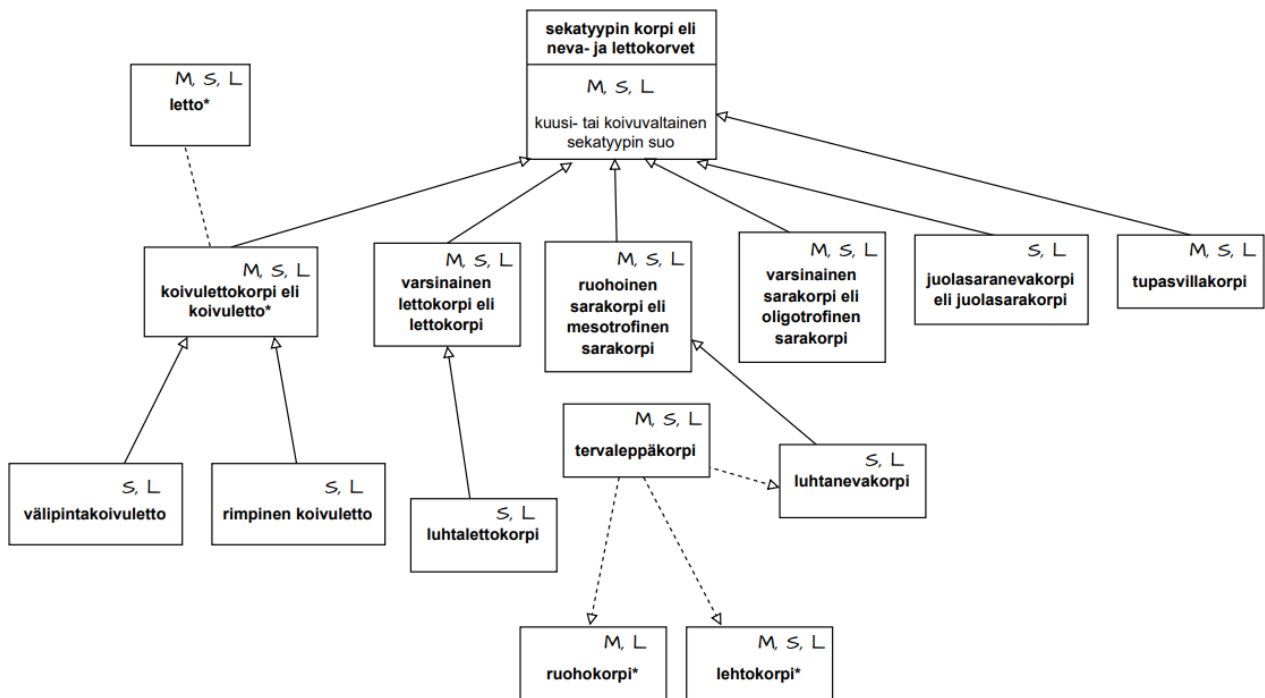 sekatyypin korpi eli
neva- ja lettokorvet
M, S, L
kuusi- tai koivuvaltainen
sekatyypin suo
M, S, L
letto*
M, S, L
koivulettokorpi eli
koivuletto*
M, S, L
varsinainen
lettokorpi eli
lettokorpi
M, S, L
ruohoinen
sarakorpi eli
mesotrofinen
sarakorpi
M, S, L
varsinainen
sarakorpi eli
oligotrofinen
sarakorpi
S, L
juolasaranevakorpi
eli juolasarakorpi
M, S, L
tupasvillakorpi
M, S, L
tervaleppäkorpi
S, L
välipintakoivuletto
S, L
rimpinen koivuletto
S, L
luhtalettokorpi
S, L
luhtanevakorpi
M, L
ruohokorpi*
M, S, L
lehtokorpi*